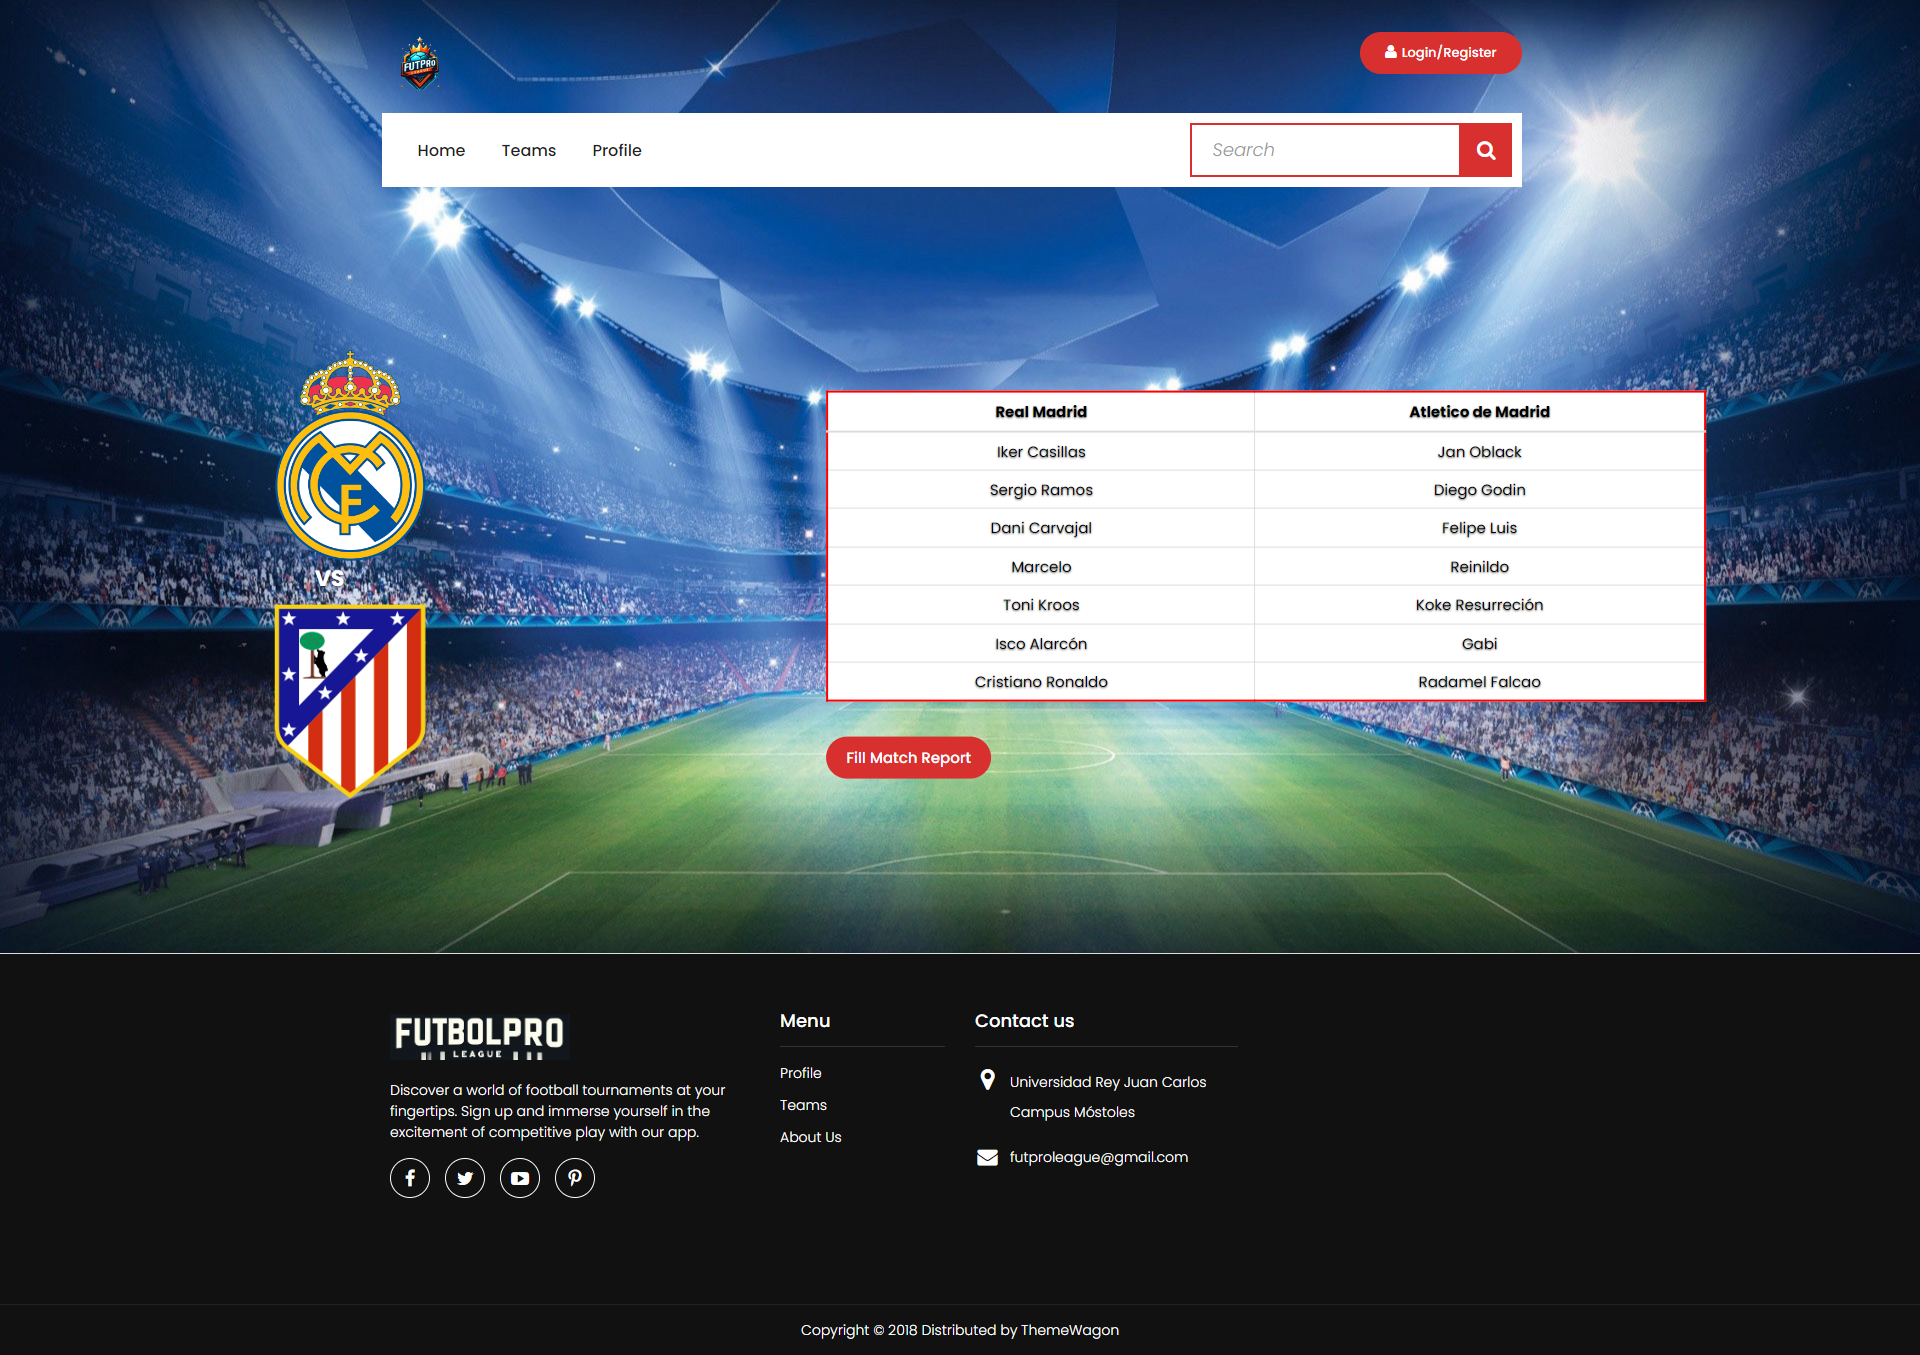 FUTPRO
LEAGUE
Login/Register
Home Teams Profile
Search
Real Madrid Atletico de Madrid
Iker Casillas Jan Oblack
Sergio Ramos Diego Godin
Dani Carvajal Felipe Luis
Marcelo Reinildo
Toni Kroos Koke Resurreción
Isco Alarcón Gabi
Cristiano Ronaldo Radamel Falcao
VS
Fill Match Report
FUTBOLPRO
LEAGUE
Discover a world of football tournaments at your
fingertips. Sign up and immerse yourself in the
excitement of competitive play with our app.
Menu
Profile
Teams
About Us
Contact us
Universidad Rey Juan Carlos
Campus Móstoles
futproleague@gmail.com
Copyright © 2018 Distributed by ThemeWagon